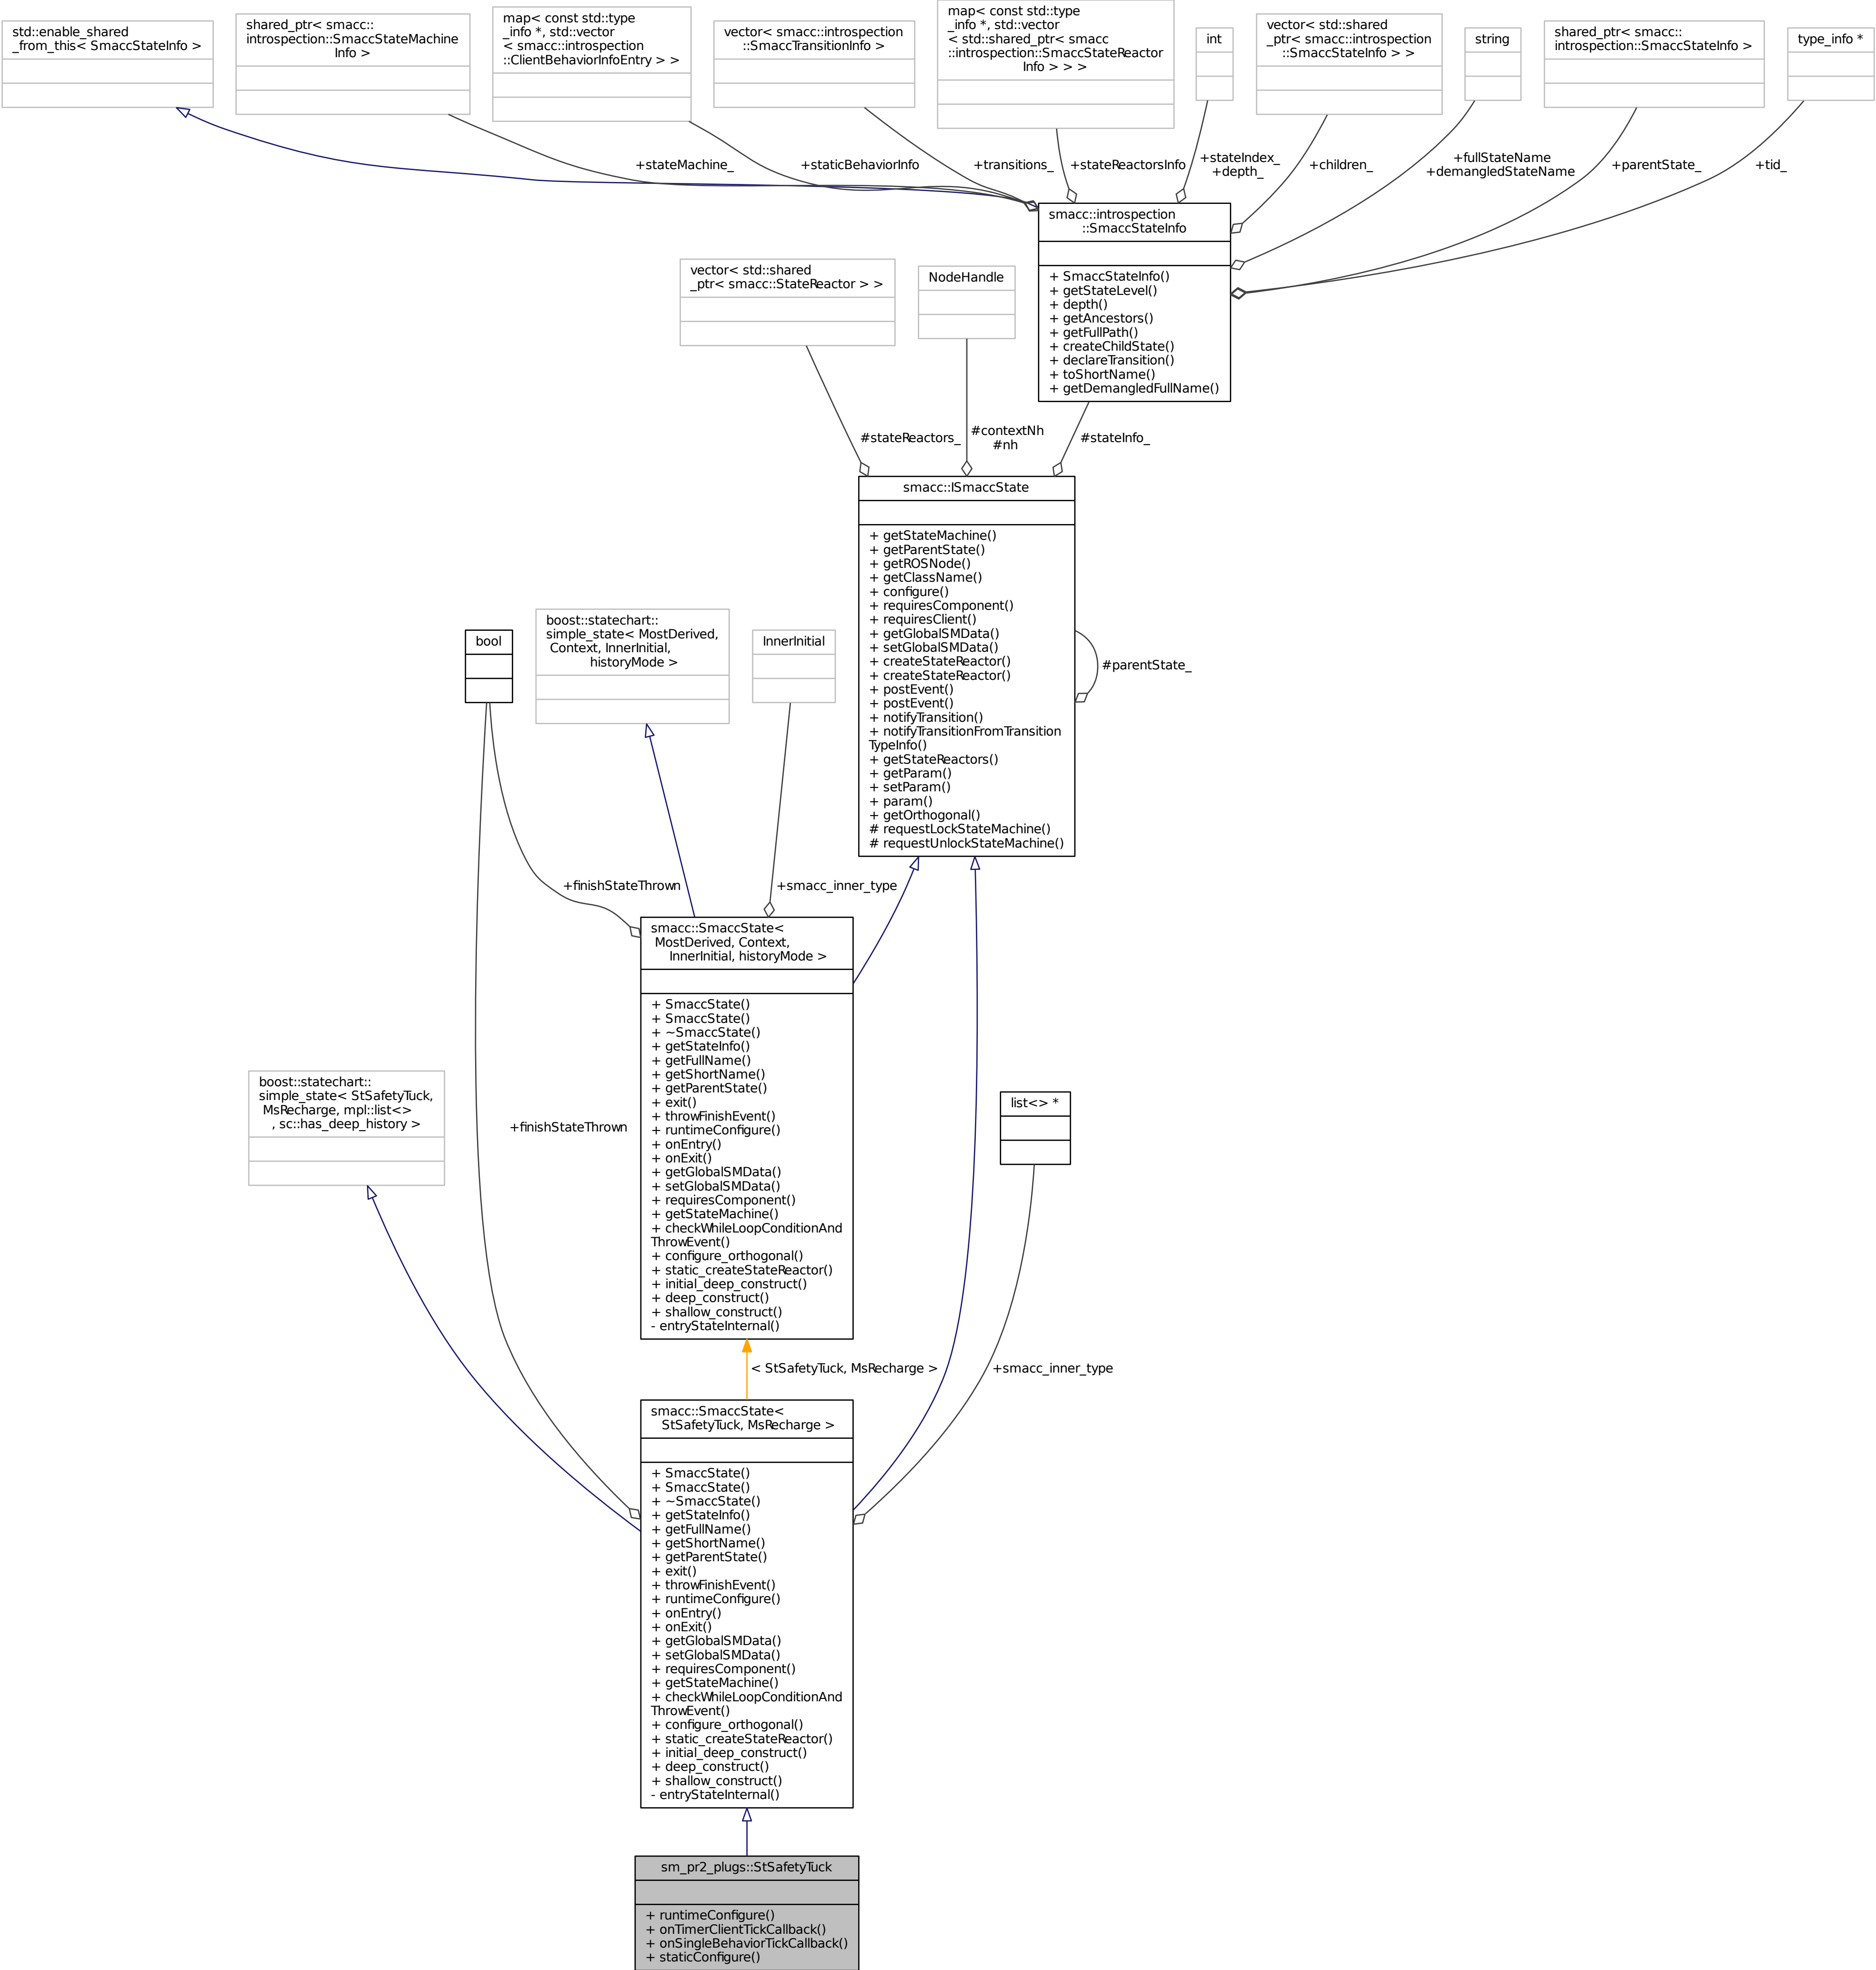 std::enable_shared
_from_this< SmaccStateInfo >
shared_ptr< smacc::
introspection::SmaccStateMachine
Info >
map< const std::type
_info *, std::vector
< smacc::introspection
::ClientBehaviorInfoEntry > >
vector< smacc::introspection
::SmaccTransitionInfo >
map< const std::type
_info *, std::vector
< std::shared_ptr< smacc
::introspection::SmaccStateReactor
Info > > >
int
vector< std::shared
_ptr< smacc::introspection
::SmaccStateInfo > >
string
shared_ptr< smacc::
introspection::SmaccStateInfo >
type_info *
+stateMachine_
+staticBehaviorInfo
+transitions_
+stateReactorsInfo
+stateIndex_
+depth_
+children_
+fullStateName
+demangledStateName
+parentState_
+tid_
smacc::introspection
::SmaccStateInfo
+ SmaccStateInfo()
+ getStateLevel()
+ depth()
+ getAncestors()
+ getFullPath()
+ createChildState()
+ declareTransition()
+ toShortName()
+ getDemangledFullName()
vector< std::shared
_ptr< smacc::StateReactor > >
NodeHandle
#stateReactors_
#contextNh
#nh
#stateInfo_
smacc::ISmaccState
+ getStateMachine()
+ getParentState()
+ getROSNode()
+ getClassName()
+ configure()
+ requiresComponent()
+ requiresClient()
+ getGlobalSMData()
+ setGlobalSMData()
+ createStateReactor()
+ createStateReactor()
+ postEvent()
+ postEvent()
+ notifyTransition()
+ notifyTransitionFromTransition
TypeInfo()
+ getStateReactors()
+ getParam()
+ setParam()
+ param()
+ getOrthogonal()
# requestLockStateMachine()
# requestUnlockStateMachine()
#parentState_
bool
boost::statechart::
simple_state< MostDerived,
Context, InnerInitial,
historyMode >
InnerInitial
+finishStateThrown
+smacc_inner_type
smacc::SmaccState<
MostDerived, Context,
InnerInitial, historyMode >
+ SmaccState()
+ SmaccState()
+ ~SmaccState()
+ getStateInfo()
+ getFullName()
+ getShortName()
+ getParentState()
+ exit()
+ throwFinishEvent()
+ runtimeConfigure()
+ onEntry()
+ onExit()
+ getGlobalSMData()
+ setGlobalSMData()
+ requiresComponent()
+ getStateMachine()
+ checkWhileLoopConditionAnd
ThrowEvent()
+ configure_orthogonal()
+ static_createStateReactor()
+ initial_deep_construct()
+ deep_construct()
+ shallow_construct()
- entryStateInternal()
boost::statechart::
simple_state< StSafetyTuck,
MsRecharge, mpl::list<>
, sc::has_deep_history >
+finishStateThrown
list<> *
< StSafetyTuck, MsRecharge >
+smacc_inner_type
smacc::SmaccState<
StSafetyTuck, MsRecharge >
+ SmaccState()
+ SmaccState()
+ ~SmaccState()
+ getStateInfo()
+ getFullName()
+ getShortName()
+ getParentState()
+ exit()
+ throwFinishEvent()
+ runtimeConfigure()
+ onEntry()
+ onExit()
+ getGlobalSMData()
+ setGlobalSMData()
+ requiresComponent()
+ getStateMachine()
+ checkWhileLoopConditionAnd
ThrowEvent()
+ configure_orthogonal()
+ static_createStateReactor()
+ initial_deep_construct()
+ deep_construct()
+ shallow_construct()
- entryStateInternal()
sm_pr2_plugs::StSafetyTuck
+ runtimeConfigure()
+ onTimerClientTickCallback()
+ onSingleBehaviorTickCallback()
+ staticConfigure()